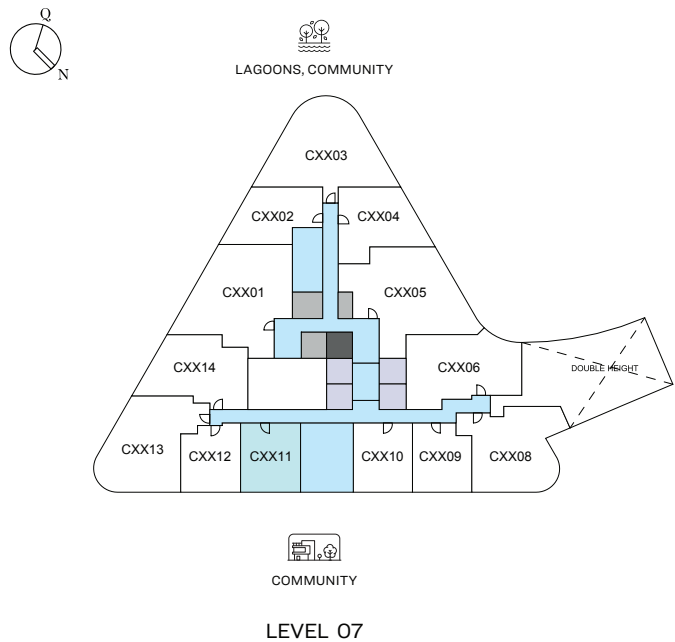 Q
N
LAGOONS, COMMUNITY
CXX03
CXX02
CXX04
CXX01
CXX05
CXX14
CXX06
DOUBLE HEIGHT
CXX13
CXX12
CXX11
CXX10
CXX09
CXX08
COMMUNITY
LEVEL 07